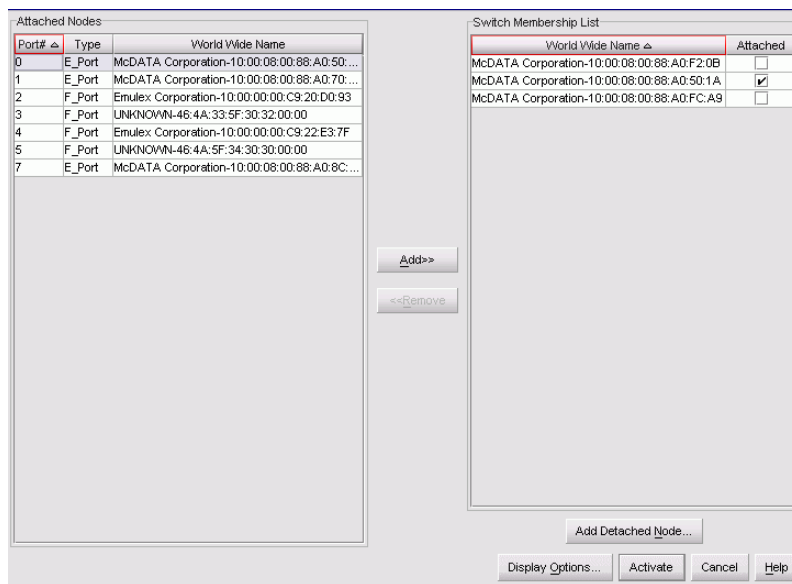 Attached Nodes
Port# Type World Wide Name
0 E_Port McDATA Corporation-10:00:08:00:88:A0:50:...
1 E_Port McDATA Corporation-10:00:08:00:88:A0:70:...
2 F_Port Emulex Corporation-10:00:00:00:C9:20:D0:93
3 F_Port UNKNOWN-46:4A:33:5F:30:32:00:00
4 F_Port Emulex Corporation-10:00:00:00:C9:22:E3:7F
5 F_Port UNKNOWN-46:4A:5F:34:30:30:00:00
7 E_Port McDATA Corporation-10:00:08:00:88:A0:8C:...
Add>>
<<Remove
Switch Membership List
World Wide Name Attached
McDATA Corporation-10:00:08:00:88:A0:F2:0B
McDATA Corporation-10:00:08:00:88:A0:50:1A
McDATA Corporation-10:00:08:00:88:A0:FC:A9
Add Detached Node...
Display Options... Activate Cancel Help